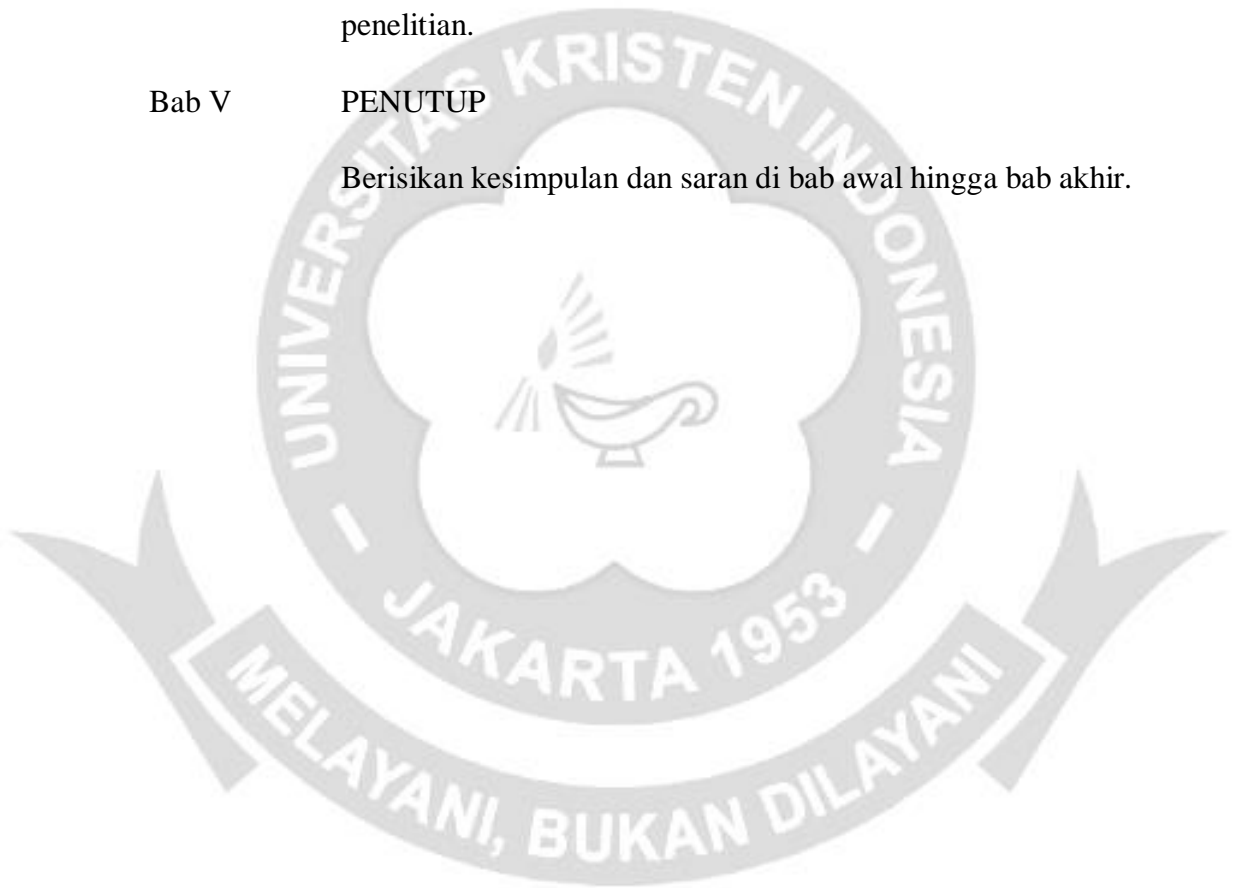 penelitian.
Bab V PENUTUP
Berisikan kesimpulan dan saran di bab awal hingga bab akhir.
UNIVERSITAS KRISTEN INDONESIA
– JAKARTA 1953 –
MELAYANI, BUKAN DILAYANI